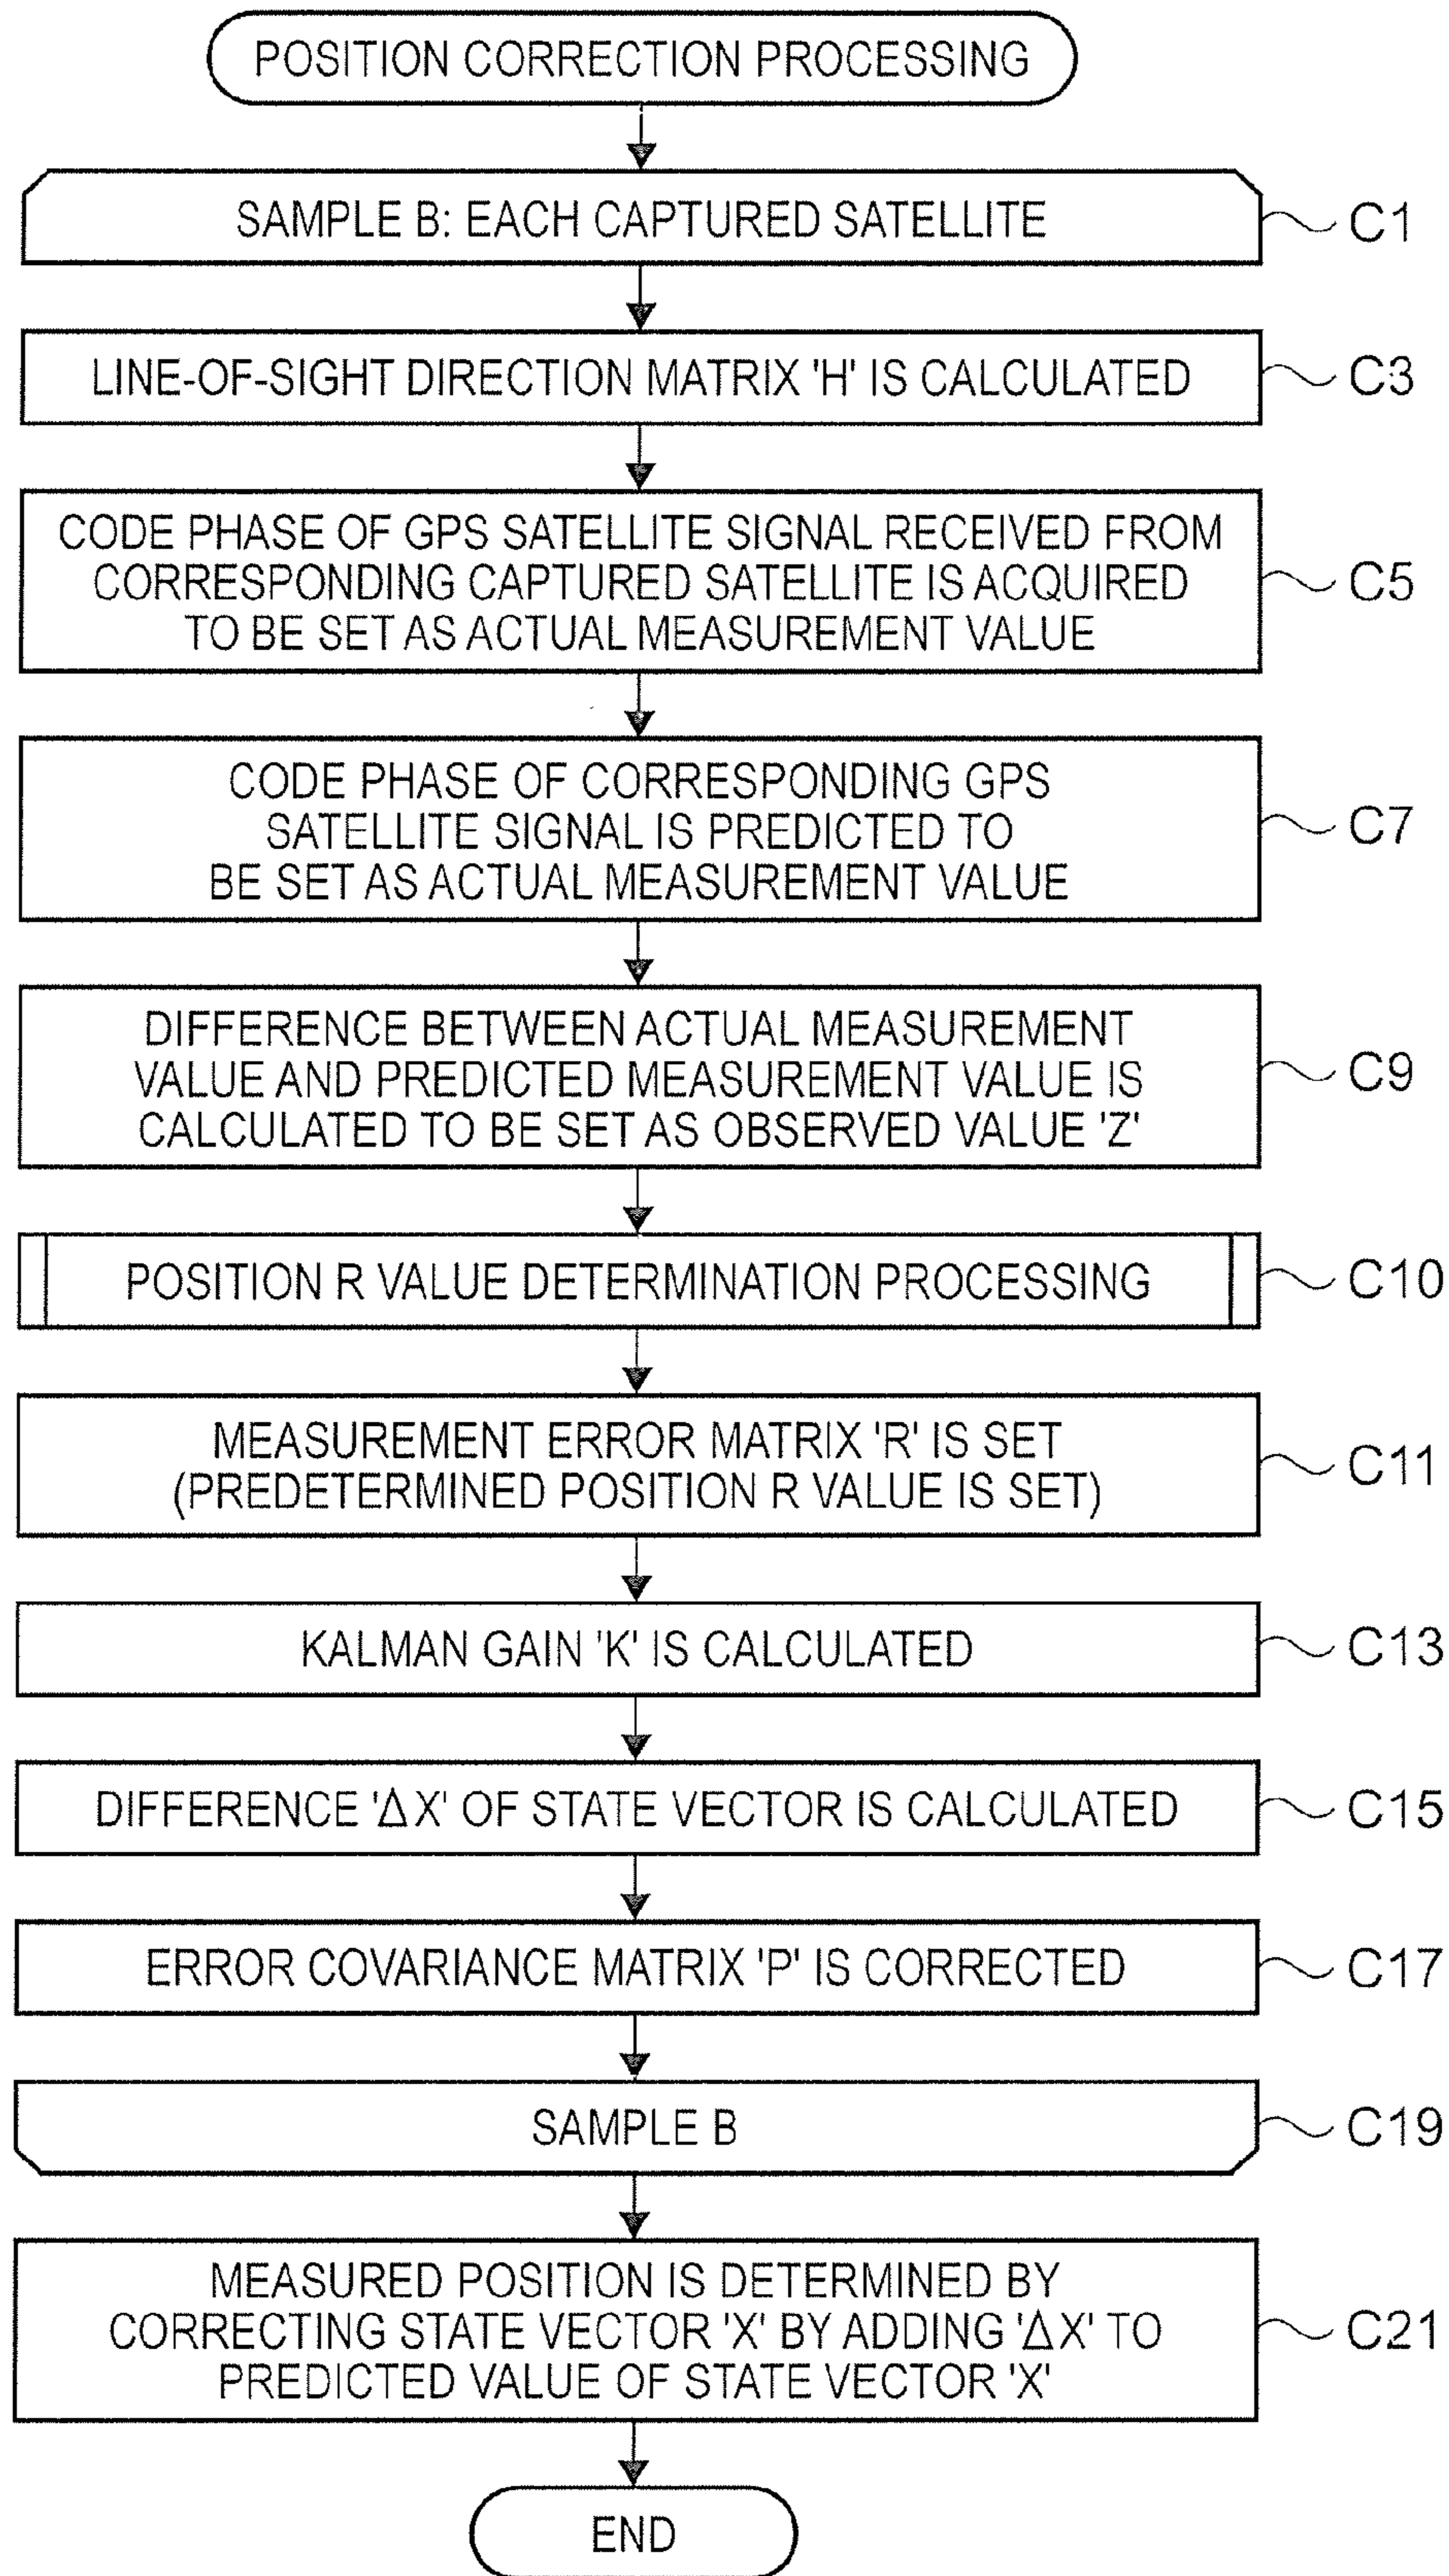 POSITION CORRECTION PROCESSING
SAMPLE B: EACH CAPTURED SATELLITE
C1
LINE-OF-SIGHT DIRECTION MATRIX 'H' IS CALCULATED
C3
CODE PHASE OF GPS SATELLITE SIGNAL RECEIVED FROM
CORRESPONDING CAPTURED SATELLITE IS ACQUIRED
TO BE SET AS ACTUAL MEASUREMENT VALUE
C5
CODE PHASE OF CORRESPONDING GPS
SATELLITE SIGNAL IS PREDICTED TO
BE SET AS ACTUAL MEASUREMENT VALUE
C7
DIFFERENCE BETWEEN ACTUAL MEASUREMENT
VALUE AND PREDICTED MEASUREMENT VALUE IS
CALCULATED TO BE SET AS OBSERVED VALUE 'Z'
C9
POSITION R VALUE DETERMINATION PROCESSING
C10
MEASUREMENT ERROR MATRIX 'R' IS SET
(PREDETERMINED POSITION R VALUE IS SET)
C11
KALMAN GAIN 'K' IS CALCULATED
C13
DIFFERENCE 'Δ X' OF STATE VECTOR IS CALCULATED
C15
ERROR COVARIANCE MATRIX 'P' IS CORRECTED
C17
SAMPLE B
C19
MEASURED POSITION IS DETERMINED BY
CORRECTING STATE VECTOR 'X' BY ADDING 'Δ X' TO
PREDICTED VALUE OF STATE VECTOR 'X'
C21
END